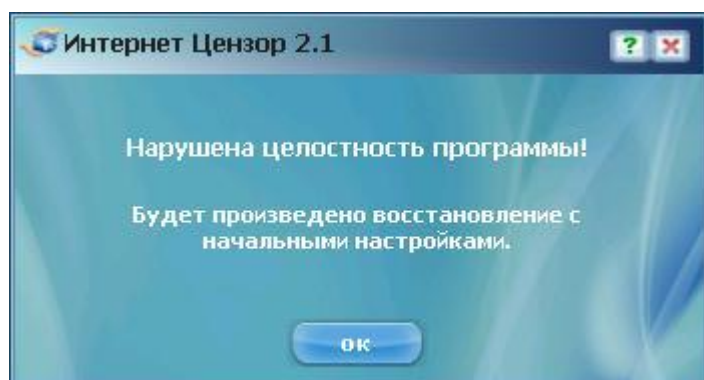 Интернет Цензор 2.1
?
Нарушена целостность программы!
Будет произведено восстановление с
начальными настройками.
ок